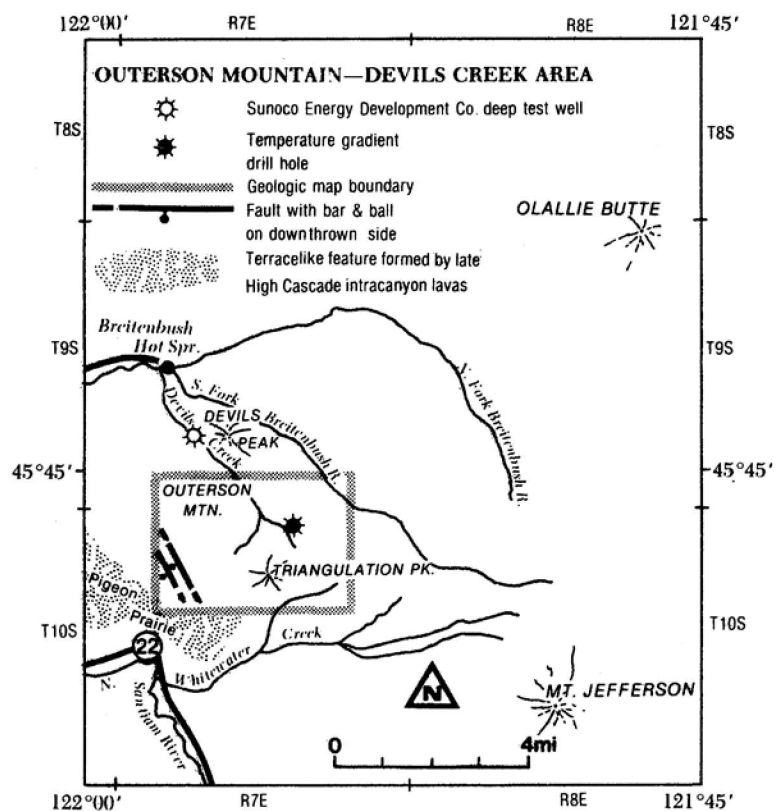 122°00′ R7E R8E 121°45′
OUTERSON MOUNTAIN—DEVILS CREEK AREA
Sunoco Energy Development Co. deep test well
T8S
T8S
Temperature gradient
drill hole
Geologic map boundary
Fault with bar & ball
on downthrown side
OLALLIE BUTTE
Terracelike feature formed by late
High Cascade intracanyon lavas
Breitenbush
Hot Spr.
T9S
T9S
S. Fork
Breitenbush R.
N. Fork Breitenbush R.
Devils
Creek
DEVILS
PEAK
45°45′
45°45′
OUTERSON
MTN.
TRIANGULATION PK.
Pigeon
Prairie
T10S
T10S
22
Creek
Whitewater
N.
Santiam River
N
MT. JEFFERSON
0 4mi
122°00′ R7E R8E 121°45′